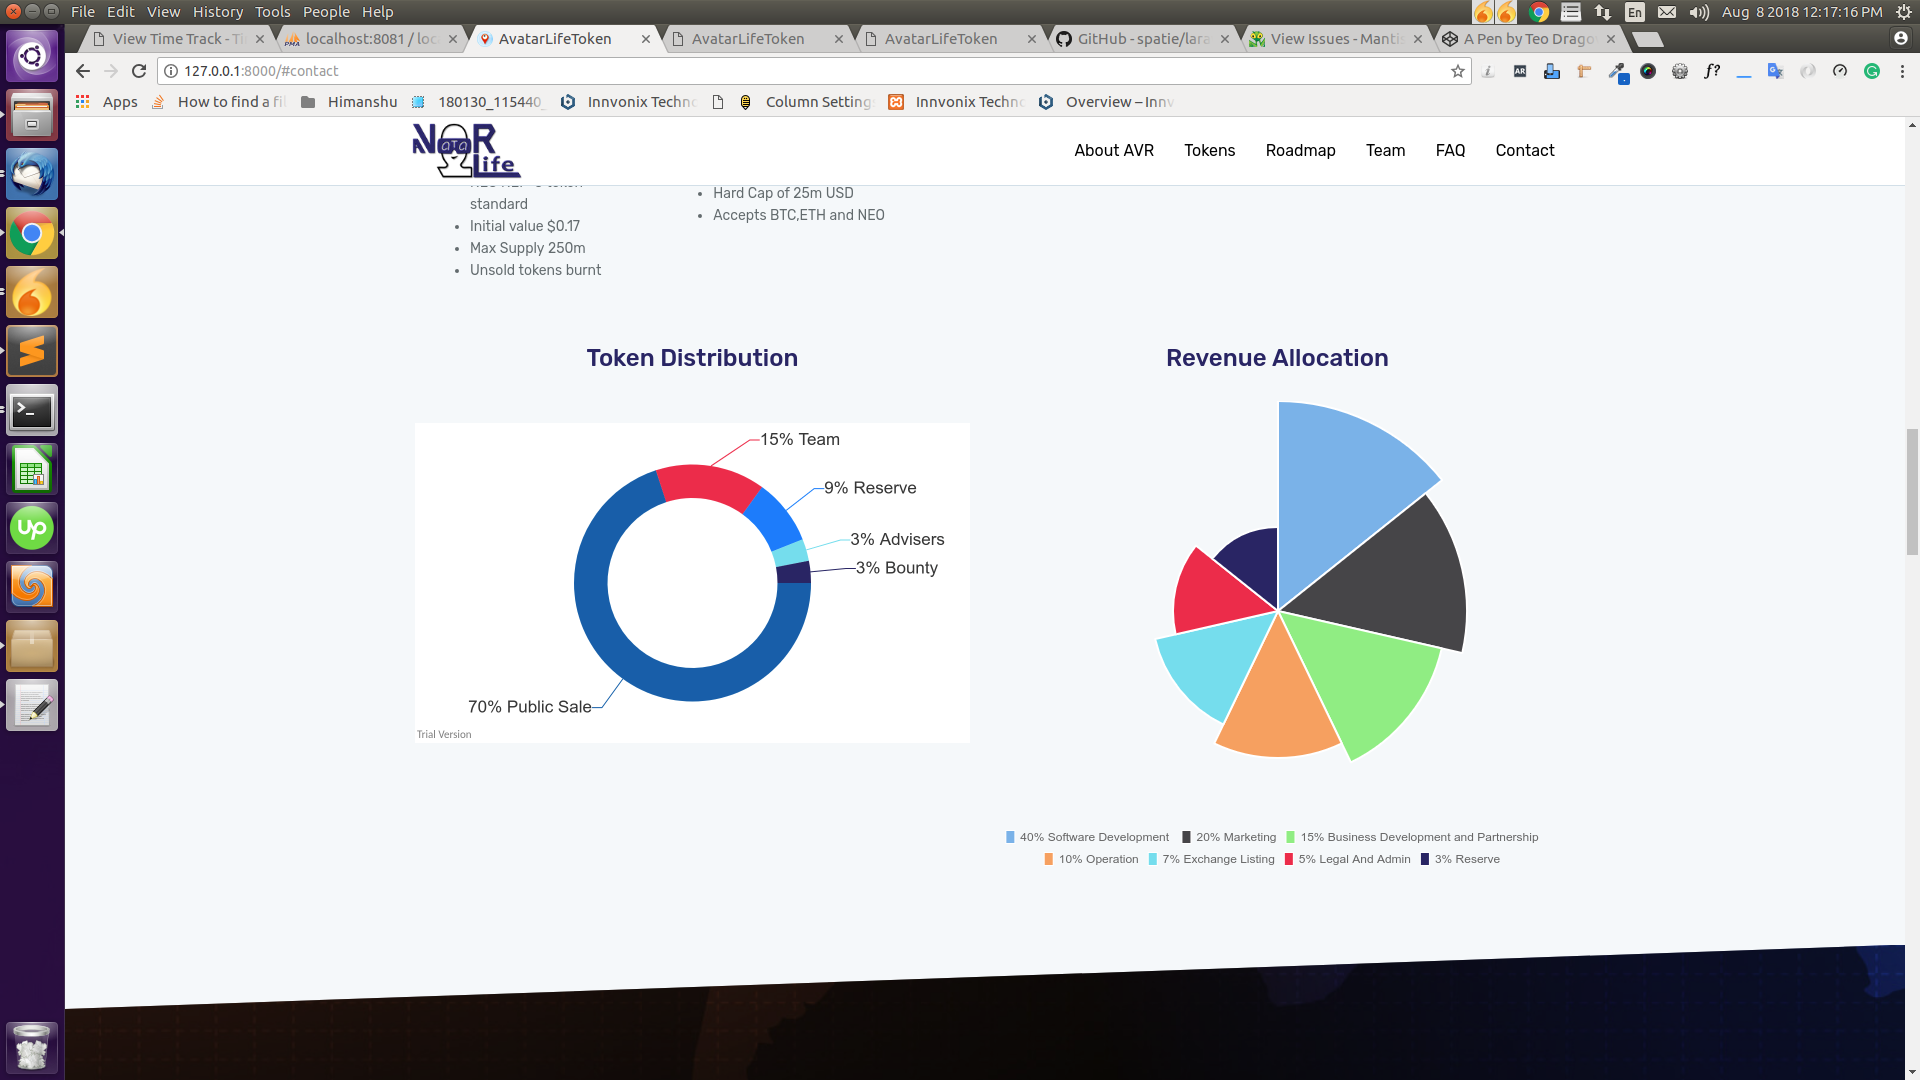 File Edit View History Tools People Help
En Aug 8 2018 12:17:16 PM
View Time Track - Ti
localhost:8081 / loc
AvatarLifeToken
AvatarLifeToken
AvatarLifeToken
GitHub - spatie/lara
View Issues - Mantis
A Pen by Teo Drago
127.0.0.1:8000/#contact
Apps How to find a fil Himanshu 180130_115440_ Innvonix Techno Column Settings Innvonix Techno Overview – Innv
Life
About AVR Tokens Roadmap Team FAQ Contact
standard
Initial value $0.17
Max Supply 250m
Unsold tokens burnt
Hard Cap of 25m USD
Accepts BTC,ETH and NEO
Token Distribution
15% Team
9% Reserve
3% Advisers
3% Bounty
70% Public Sale
Trial Version
Revenue Allocation
40% Software Development 20% Marketing 15% Business Development and Partnership
10% Operation 7% Exchange Listing 5% Legal And Admin 3% Reserve